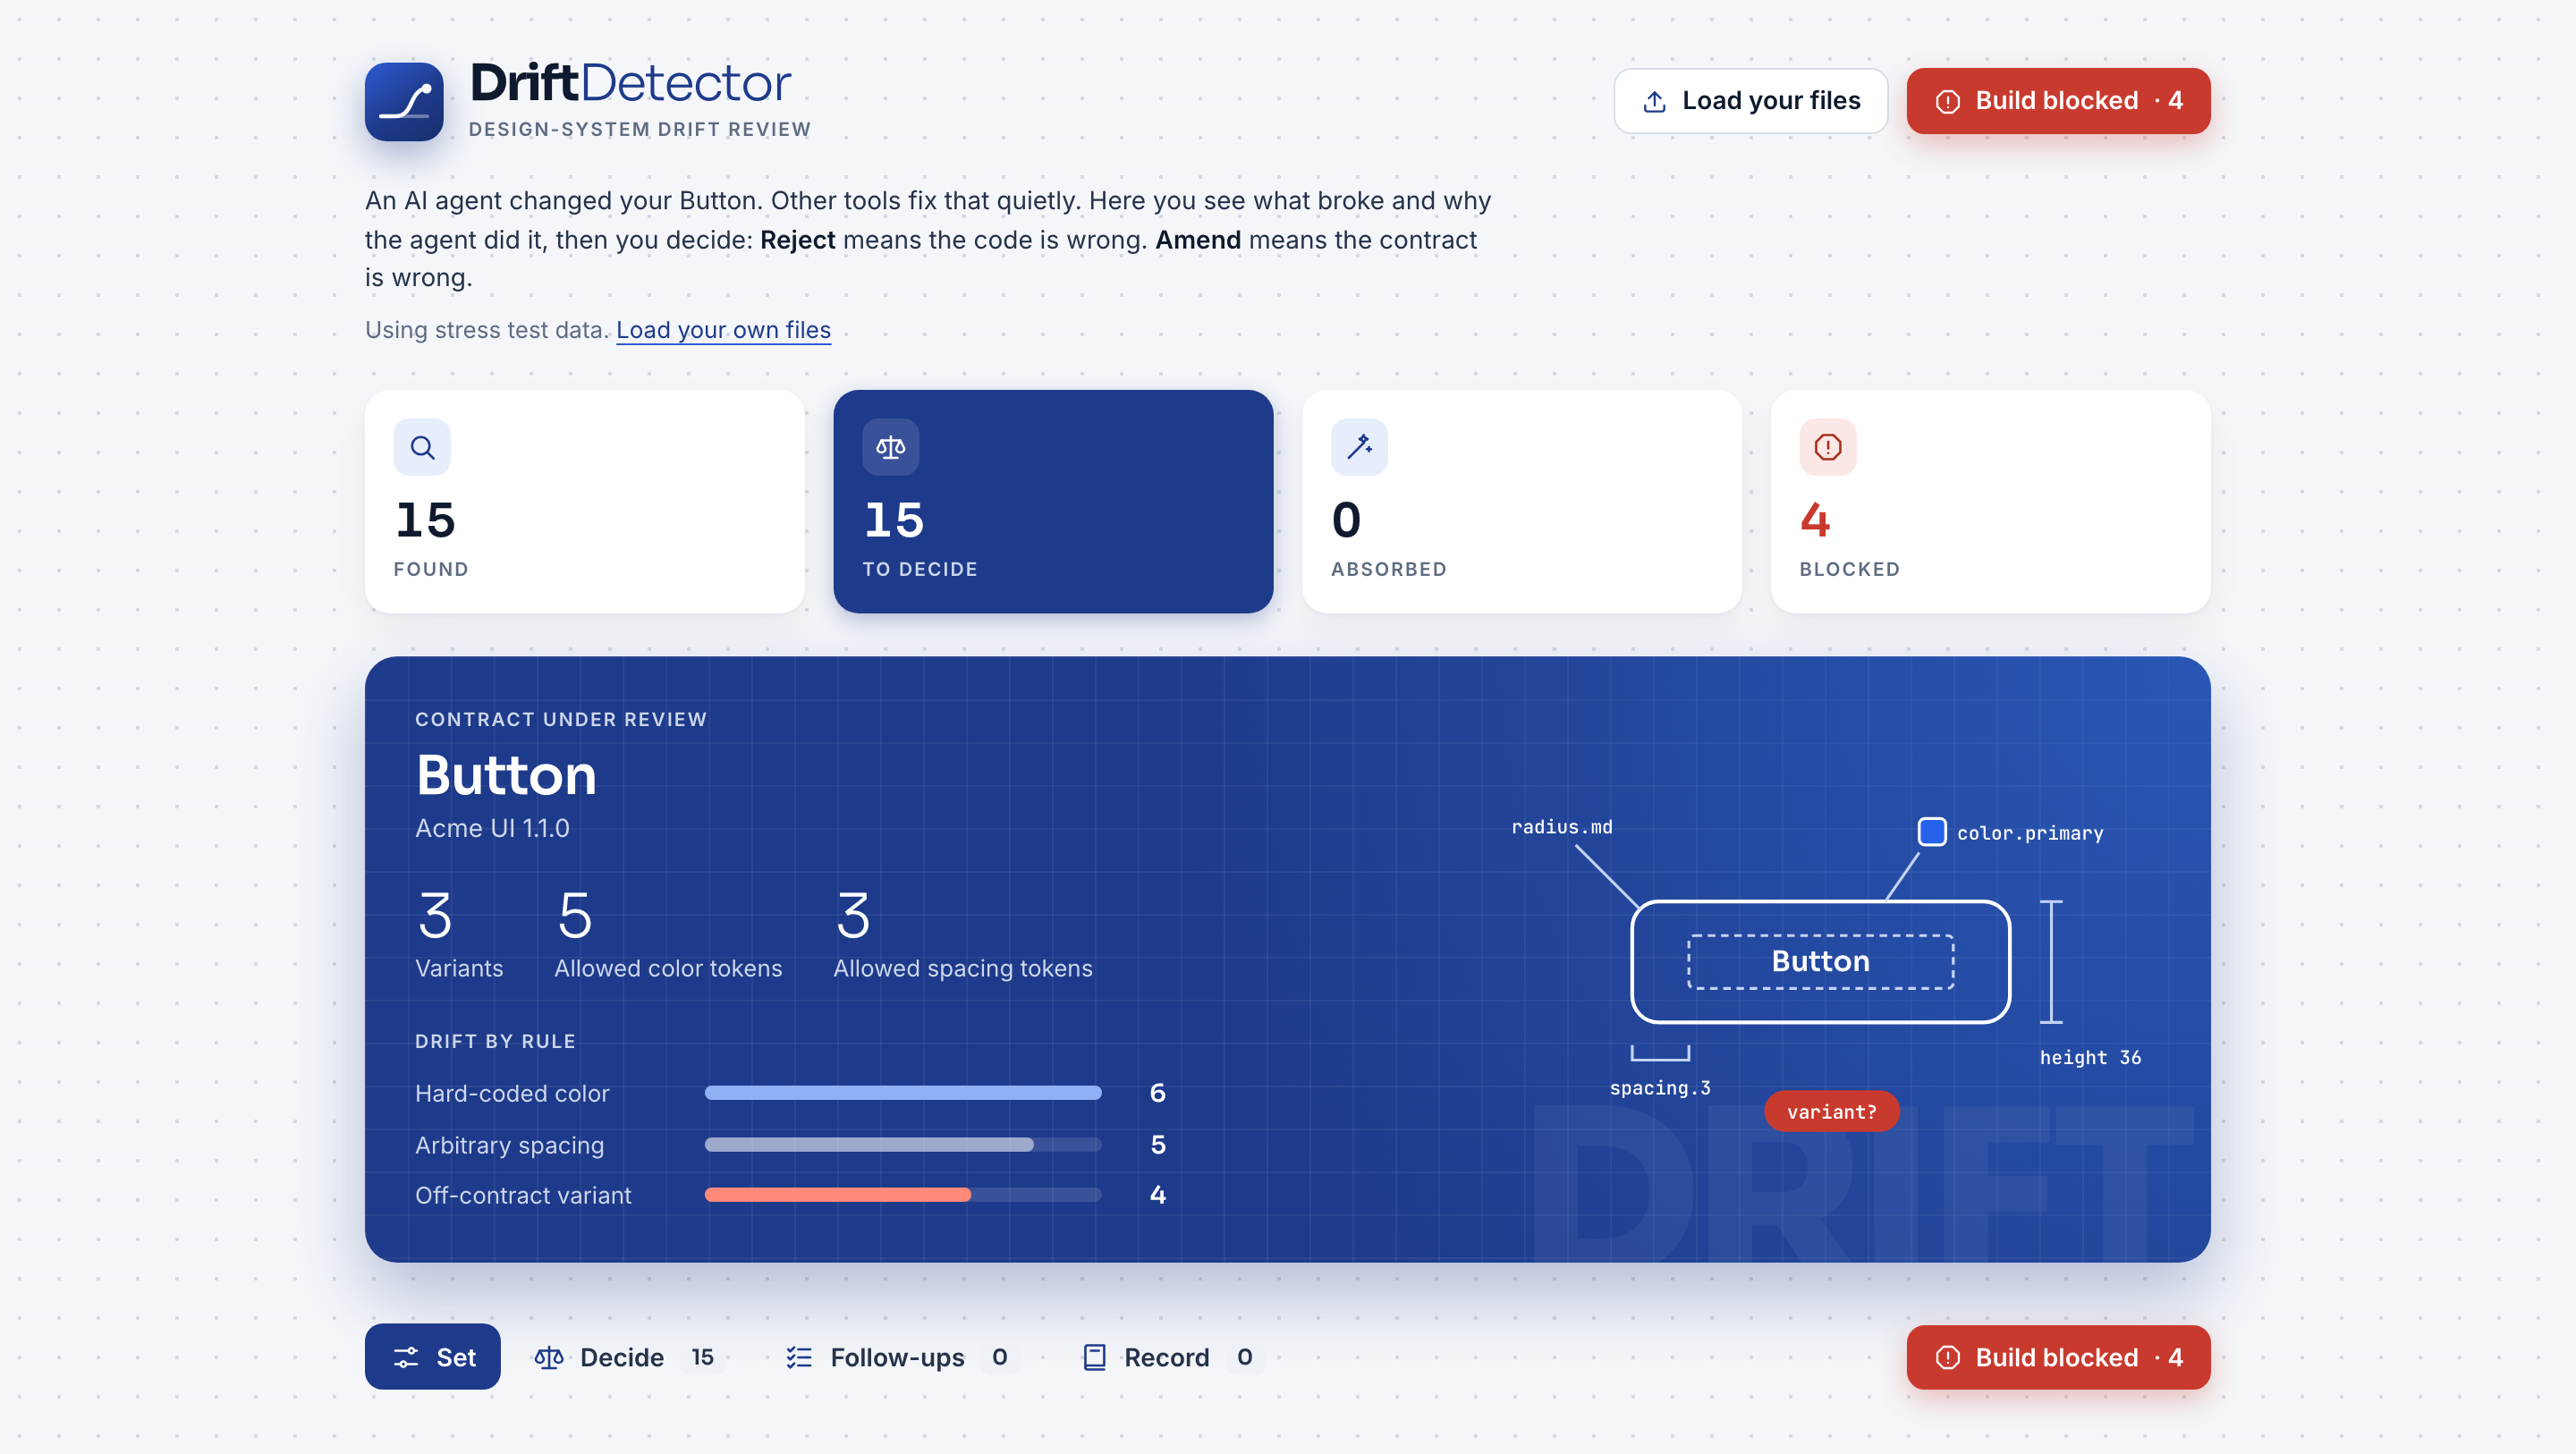 DriftDetector
DESIGN-SYSTEM DRIFT REVIEW
Load your files
Build blocked · 4
An AI agent changed your Button. Other tools fix that quietly. Here you see what broke and why
the agent did it, then you decide: Reject means the code is wrong. Amend means the contract
is wrong.
Using stress test data. Load your own files
15
FOUND
15
TO DECIDE
0
ABSORBED
4
BLOCKED
CONTRACT UNDER REVIEW
Button
Acme UI 1.1.0
3
Variants
5
Allowed color tokens
3
Allowed spacing tokens
DRIFT BY RULE
Hard-coded color 6
Arbitrary spacing 5
Off-contract variant 4
radius.md
color.primary
Button
height 36
spacing.3
variant?
DRIFT
Set
Decide 15
Follow-ups 0
Record 0
Build blocked · 4